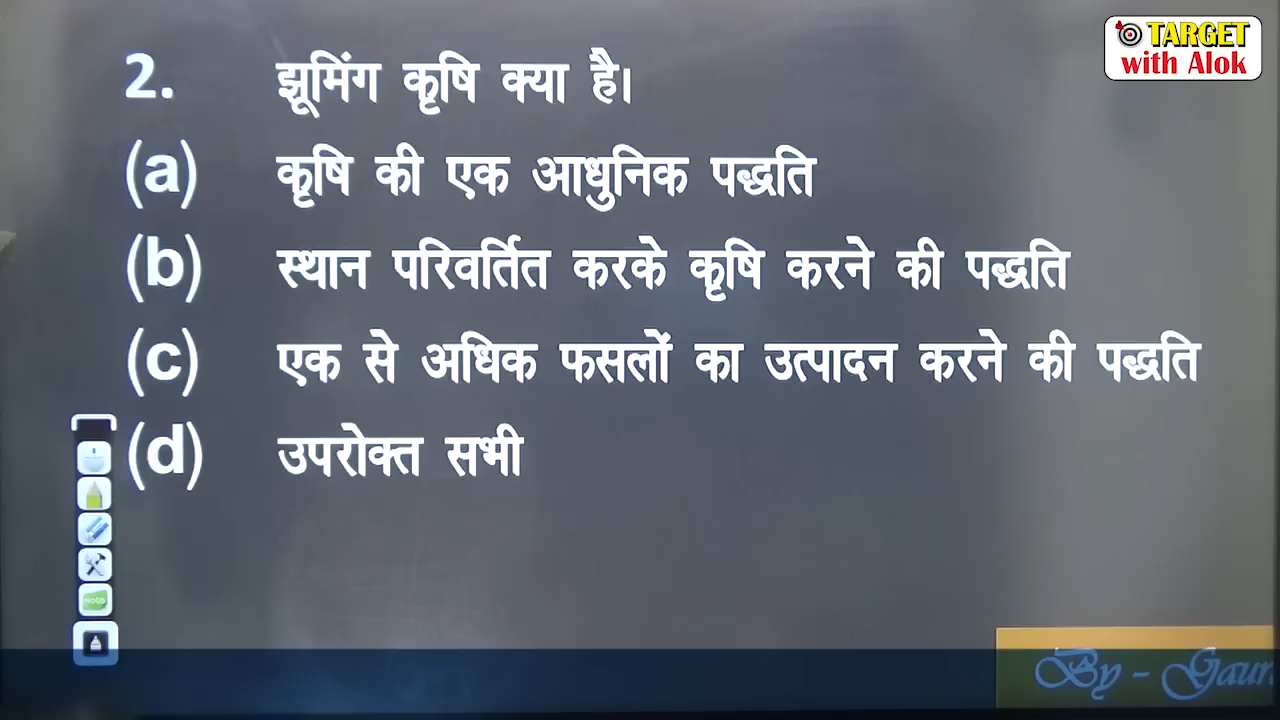 TARGET
with Alok
2. झूमिंग कृषि क्या है।
(a) कृषि की एक आधुनिक पद्धति
(b) स्थान परिवर्तित करके कृषि करने की पद्धति
(c) एक से अधिक फसलों का उत्पादन करने की पद्धति
(d) उपरोक्त सभी
By - Gaur